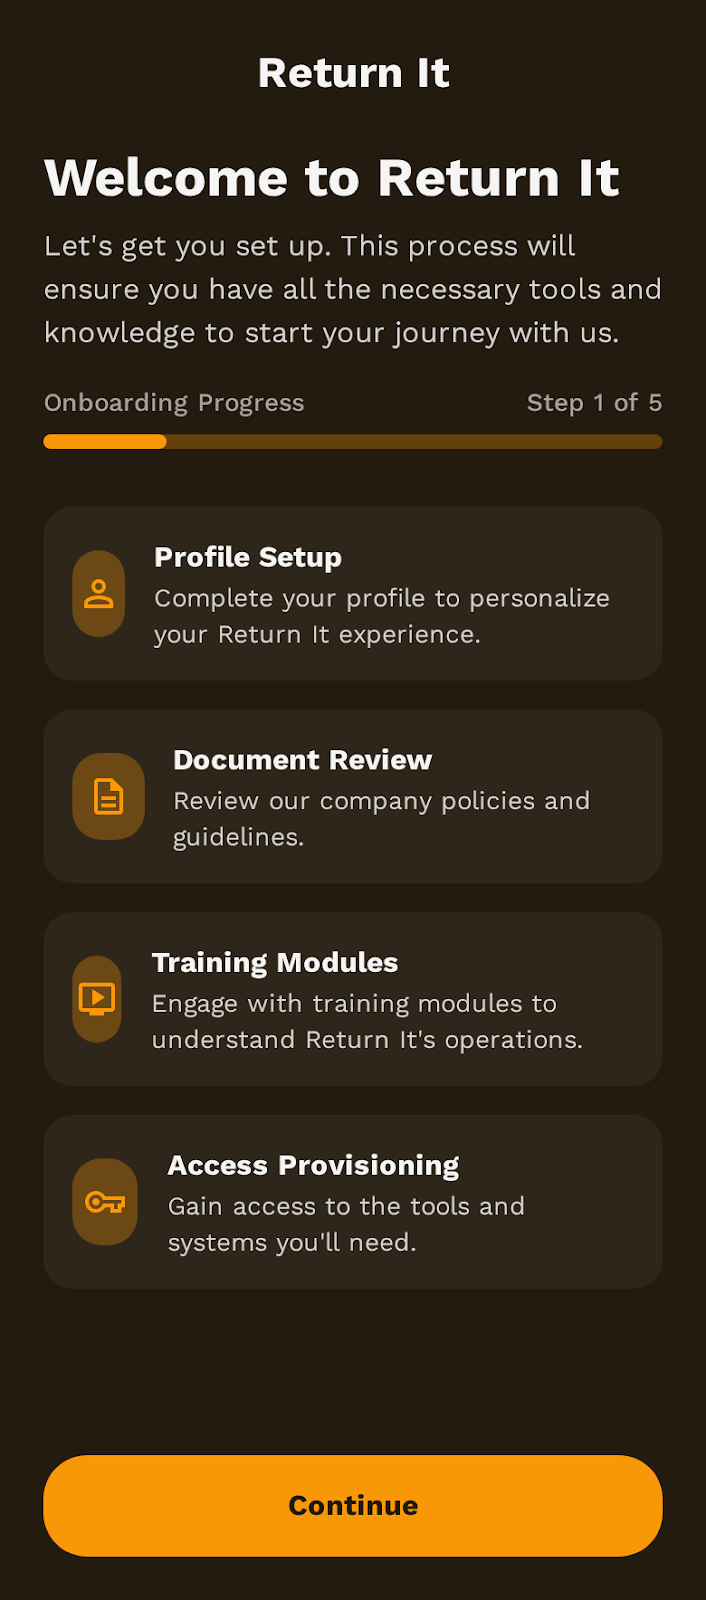 Return It
Welcome to Return It
Let's get you set up. This process will
ensure you have all the necessary tools and
knowledge to start your journey with us.
Onboarding Progress Step 1 of 5
Profile Setup
Complete your profile to personalize
your Return It experience.
Document Review
Review our company policies and
guidelines.
Training Modules
Engage with training modules to
understand Return It's operations.
Access Provisioning
Gain access to the tools and
systems you'll need.
Continue